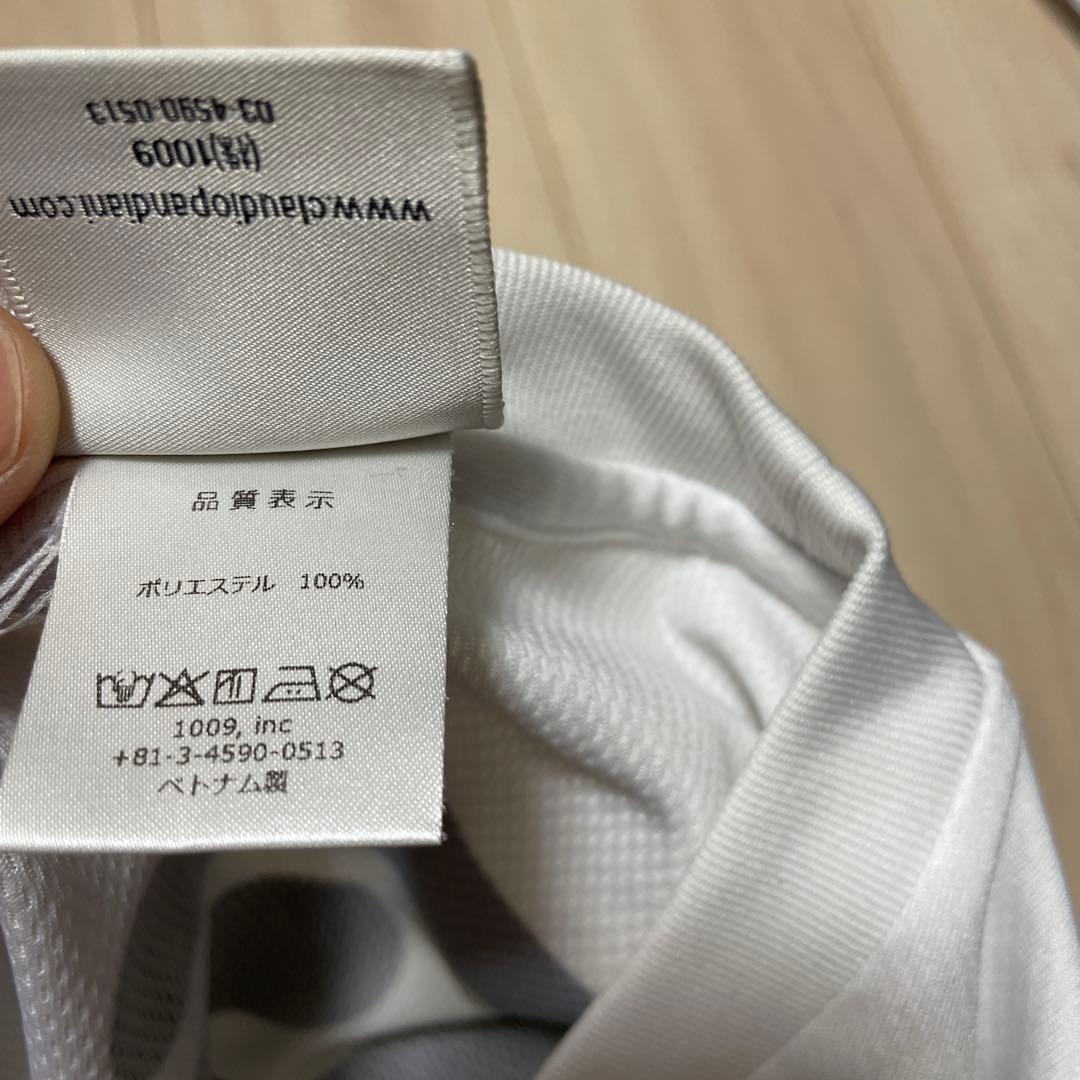 www.claudiopandiani.com
(株)1009
03-4590-0513
品質表示
ポリエステル 100%
1009, inc
+81-3-4590-0513
ベトナム製